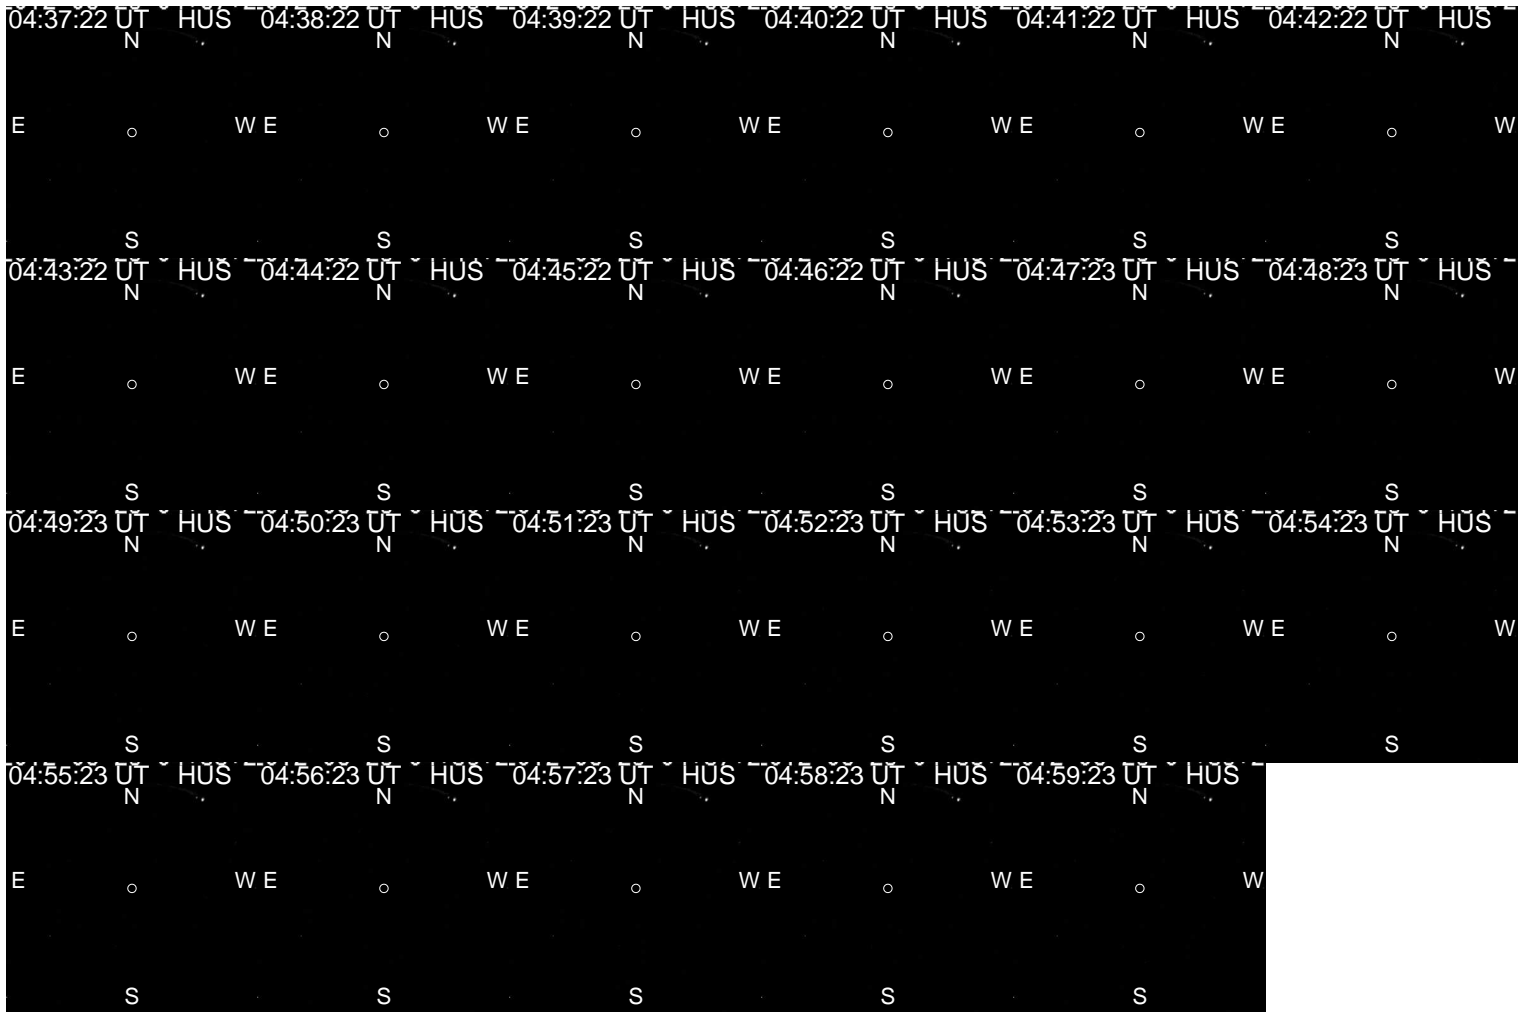 04:37:22 UT HUS 04:38:22 UT HUS 04:39:22 UT HUS 04:40:22 UT HUS 04:41:22 UT HUS 04:42:22 UT HUS
N N N N N N
E W E W E W E W E W E W
S S S S S S
04:43:22 UT HUS 04:44:22 UT HUS 04:45:22 UT HUS 04:46:22 UT HUS 04:47:23 UT HUS 04:48:23 UT HUS
N N N N N N
E W E W E W E W E W E W
S S S S S S
04:49:23 UT HUS 04:50:23 UT HUS 04:51:23 UT HUS 04:52:23 UT HUS 04:53:23 UT HUS 04:54:23 UT HUS
N N N N N N
E W E W E W E W E W E W
S S S S S S
04:55:23 UT HUS 04:56:23 UT HUS 04:57:23 UT HUS 04:58:23 UT HUS 04:59:23 UT HUS
N N N N N
E W E W E W E W E W
S S S S S